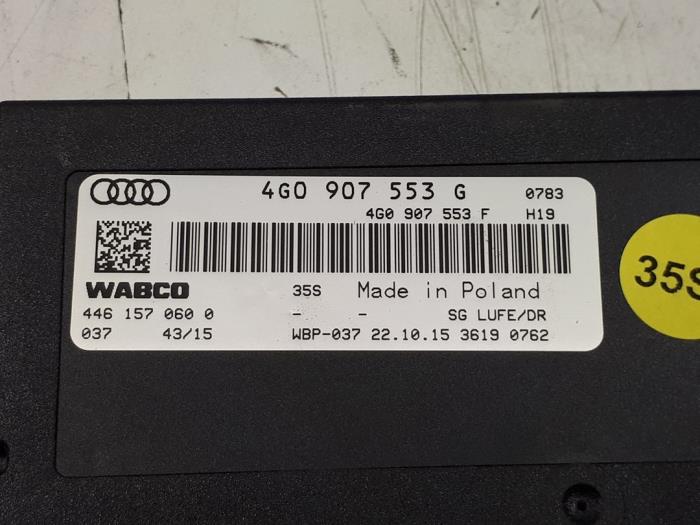 4G0 907 553 G 0783
4G0 907 553 F H19
WABCO 35S Made in Poland
446 157 060 0 - - SG LUFE/DR
037 43/15 WBP-037 22.10.15 3619 0762
35S